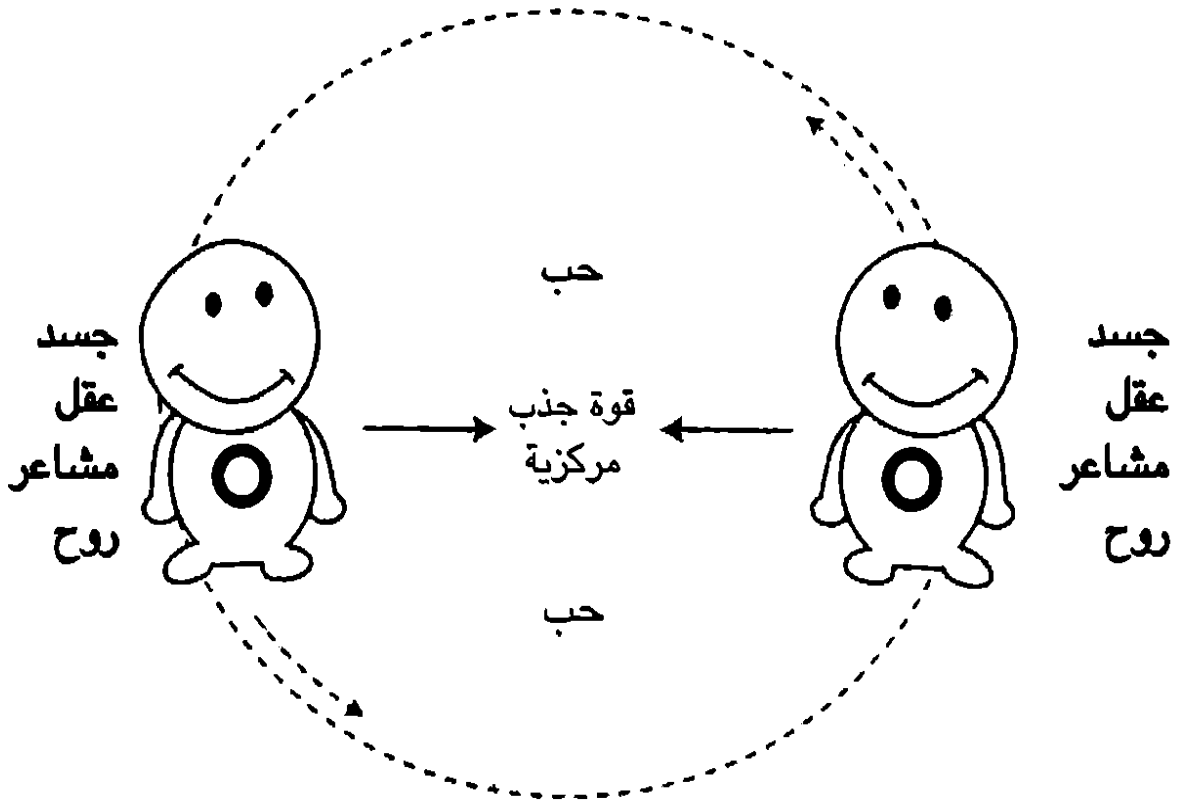 حب
جسد
عقل
مشاعر
روح
قوة جذب
مركزية
جسد
عقل
مشاعر
روح
حب